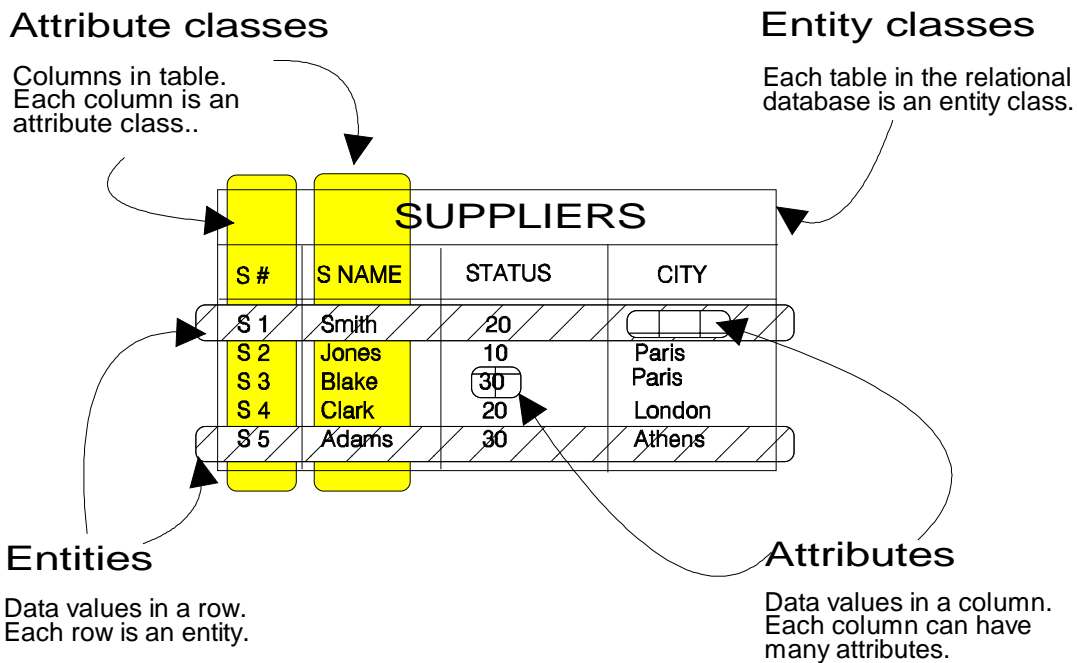 Attribute classes
Columns in table.
Each column is an
attribute class..
Entity classes
Each table in the relational
database is an entity class.
SUPPLIERS
S # S NAME STATUS CITY
S 1 Smith 20
S 2 Jones 10 Paris
S 3 Blake 30 Paris
S 4 Clark 20 London
S 5 Adams 30 Athens
Entities
Data values in a row.
Each row is an entity.
Attributes
Data values in a column.
Each column can have
many attributes.